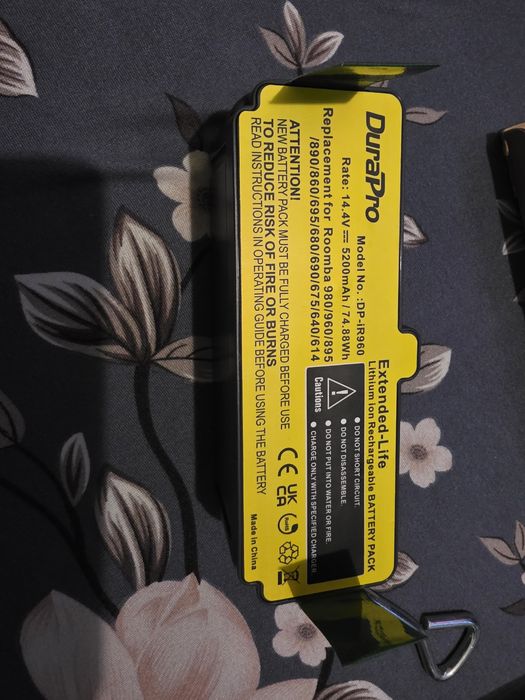 DuraPro
Extended-Life
Lithium ion Rechargeable BATTERY PACK
Model No. :DP-iR960
Rate: 14.4V⎓ 5200mAh / 74.88Wh
Replacement for Roomba 980/960/895
/890/860/695/680/690/675/640/614
Cautions
● DO NOT SHORT CIRCUIT.
● DO NOT DISASSEMBLE.
● DO NOT PUT INTO WATER OR FIRE.
● CHARGE ONLY WITH SPECIFIED CHARGER.
ATTENTION!
NEW BATTERY PACK MUST BE FULLY CHARGED BEFORE USE
TO REDUCE RISK OF FIRE OR BURNS
READ INSTRUCTIONS IN OPERATING GUIDE BEFORE USING THE BATTERY
CE UK CA RoHS
Made in China